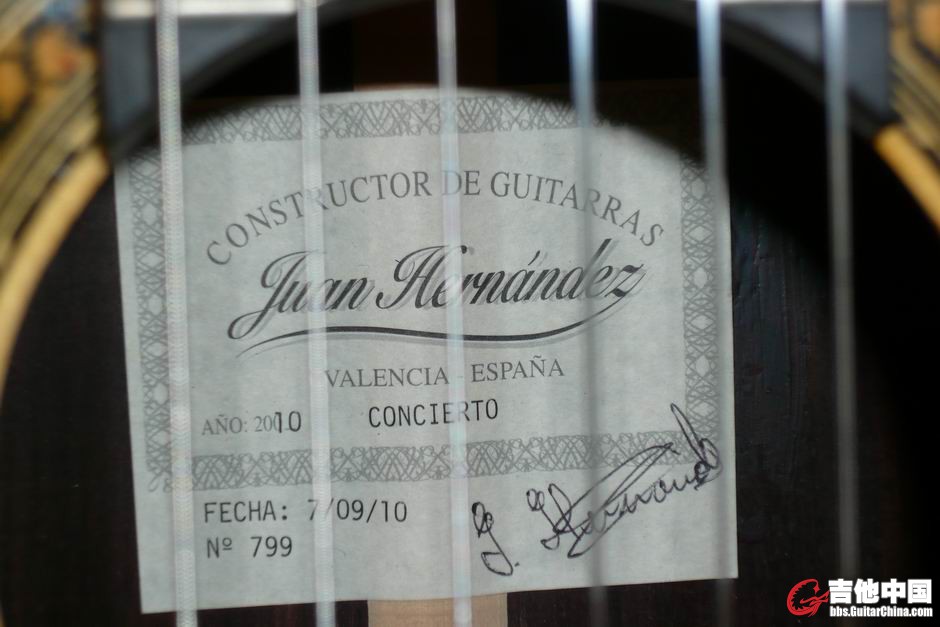 CONSTRUCTOR DE GUITARRAS
Juan Hernández
VALENCIA - ESPAÑA
AÑO: 2010 CONCIERTO
FECHA: 7/09/10
Nº 799
J. Hernandez
吉他中国
bbs.GuitarChina.com